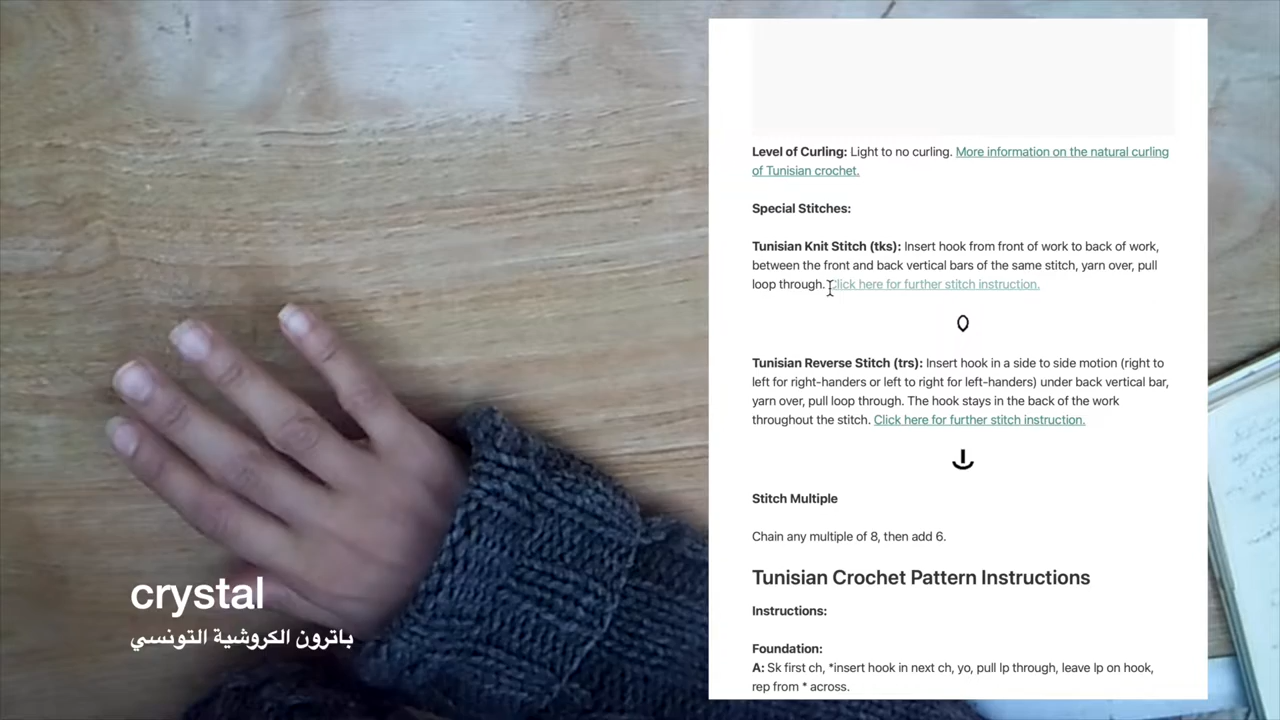 Level of Curling: Light to no curling. More information on the natural curling
of Tunisian crochet.
Special Stitches:
Tunisian Knit Stitch (tks): Insert hook from front of work to back of work,
between the front and back vertical bars of the same stitch, yarn over, pull
loop through. Click here for further stitch instruction.
Tunisian Reverse Stitch (trs): Insert hook in a side to side motion (right to
left for right-handers or left to right for left-handers) under back vertical bar,
yarn over, pull loop through. The hook stays in the back of the work
throughout the stitch. Click here for further stitch instruction.
Stitch Multiple
Chain any multiple of 8, then add 6.
Tunisian Crochet Pattern Instructions
Instructions:
Foundation:
A: Sk first ch, *insert hook in next ch, yo, pull lp through, leave lp on hook,
rep from * across.
crystal
باترون الكروشية التونسي